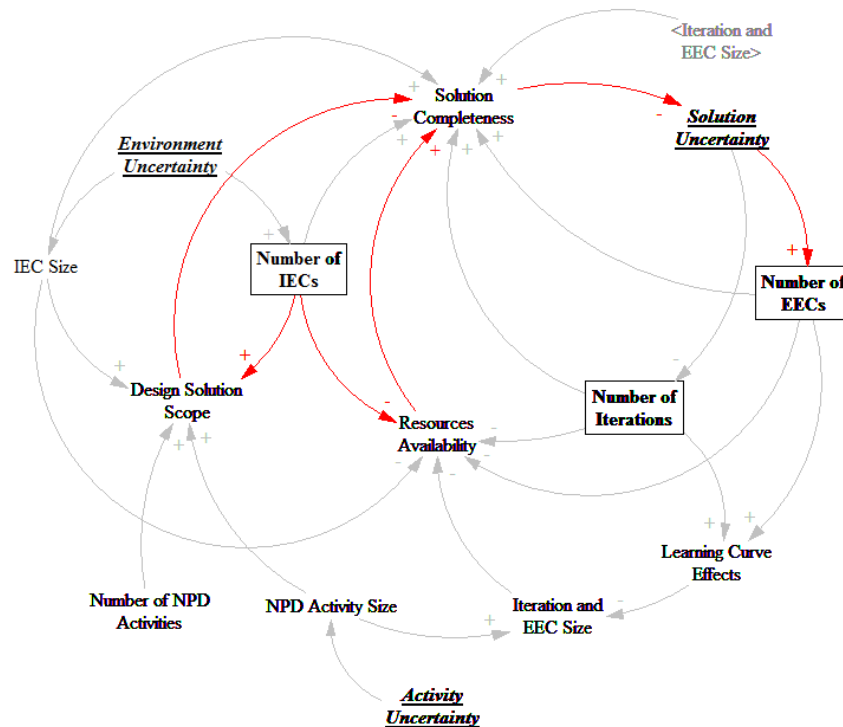 <Iteration and
EEC Size>
+
+
Solution
Completeness
-
+
+
+
+
-
Solution
Uncertainty
Environment
Uncertainty
+
IEC Size
Number of
IECs
+
Number of
EECs
+
+
Design Solution
Scope
+
+
-
Resources
Availability
-
-
-
-
-
Number of
Iterations
+
+
Learning Curve
Effects
Number of NPD
Activities
NPD Activity Size
+
Iteration and
EEC Size
-
Activity
Uncertainty